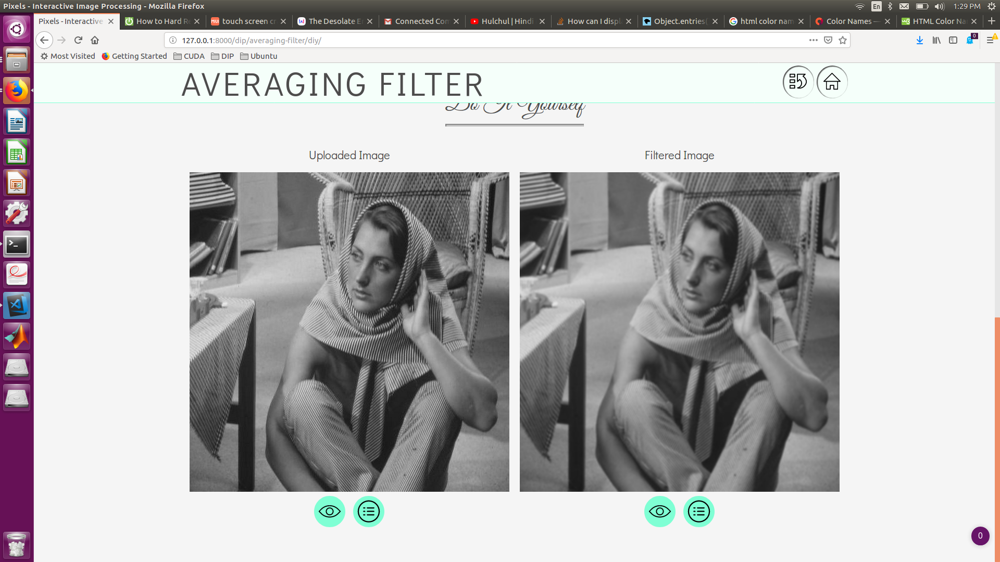 Pixels - Interactive Image Processing - Mozilla Firefox
En
1:29 PM
Pixels - Interactive
How to Hard Re
touch screen cr
The Desolate E
Connected Con
Hulchul | Hindi
How can I displ
Object.entries(
html color nam
Color Names —
HTML Color Na
127.0.0.1:8000/dip/averaging-filter/diy/
0
Most Visited
Getting Started
CUDA
DIP
Ubuntu
AVERAGING FILTER
Do It Yourself
Uploaded Image
Filtered Image
0